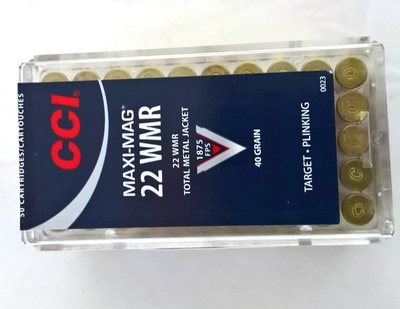 50 CARTRIDGES/CARTOUCHES
CCI®
MAXI-MAG®
22 WMR
22 WMR
TOTAL METAL JACKET
1875
FPS
40 GRAIN
TARGET • PLINKING
0023